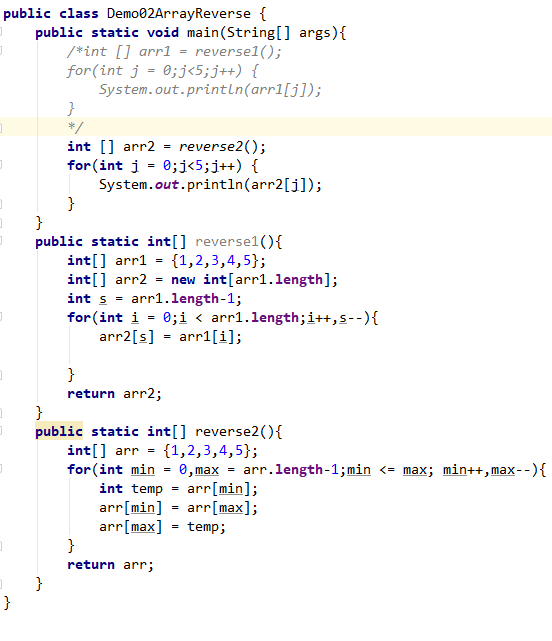 public class Demo02ArrayReverse {
    public static void main(String[] args){
        /*int [] arr1 = reverse1();
        for(int j = 0;j<5;j++) {
            System.out.println(arr1[j]);
        }
        */
        int [] arr2 = reverse2();
        for(int j = 0;j<5;j++) {
            System.out.println(arr2[j]);
        }
    }
    public static int[] reverse1(){
        int[] arr1 = {1,2,3,4,5};
        int[] arr2 = new int[arr1.length];
        int s = arr1.length-1;
        for(int i = 0;i < arr1.length;i++,s--){
            arr2[s] = arr1[i];

        }
        return arr2;
    }
    public static int[] reverse2(){
        int[] arr = {1,2,3,4,5};
        for(int min = 0,max = arr.length-1;min <= max; min++,max--){
            int temp = arr[min];
            arr[min] = arr[max];
            arr[max] = temp;
        }
        return arr;
    }
}